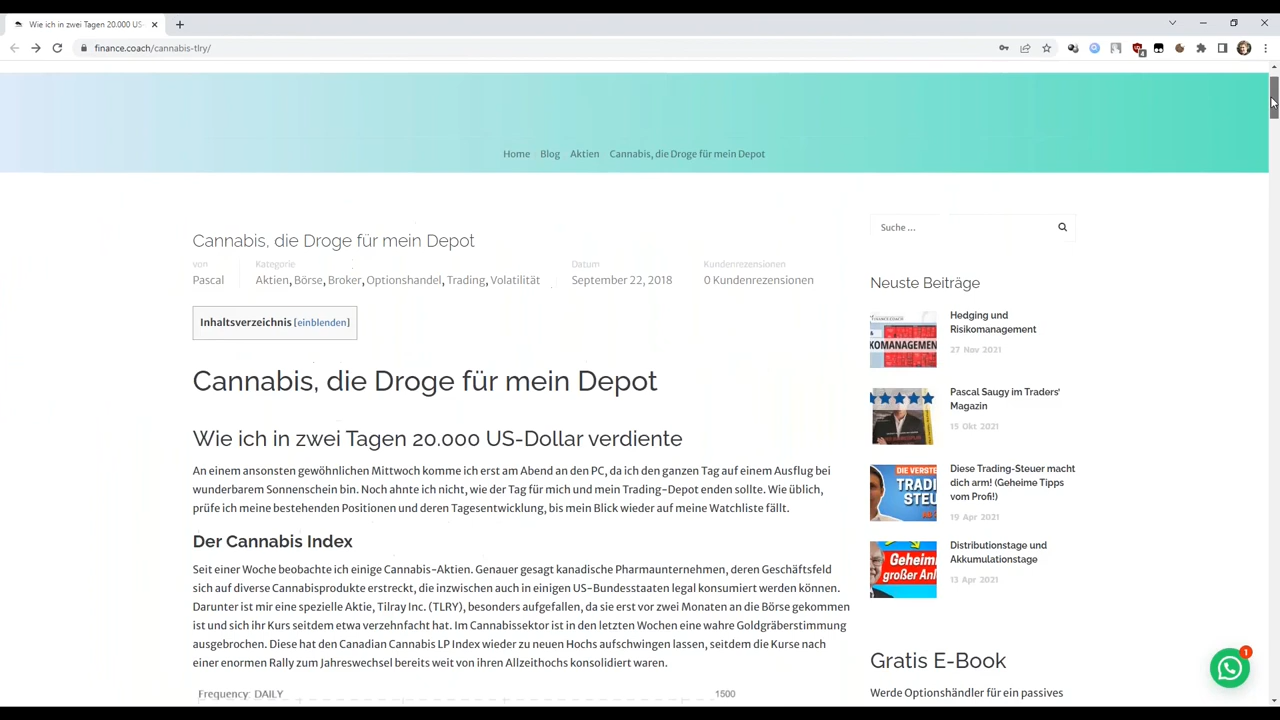 Wie ich in zwei Tagen 20.000 US-
finance.coach/cannabis-tlry/
4
Home Blog Aktien Cannabis, die Droge für mein Depot
Cannabis, die Droge für mein Depot
von Kategorie Datum Kundenrezensionen
Pascal Aktien, Börse, Broker, Optionshandel, Trading, Volatilität September 22, 2018 0 Kundenrezensionen
Inhaltsverzeichnis [einblenden]
Cannabis, die Droge für mein Depot
Wie ich in zwei Tagen 20.000 US-Dollar verdiente
An einem ansonsten gewöhnlichen Mittwoch komme ich erst am Abend an den PC, da ich den ganzen Tag auf einem Ausflug bei
wunderbarem Sonnenschein bin. Noch ahnte ich nicht, wie der Tag für mich und mein Trading-Depot enden sollte. Wie üblich,
prüfe ich meine bestehenden Positionen und deren Tagesentwicklung, bis mein Blick wieder auf meine Watchliste fällt.
Der Cannabis Index
Seit einer Woche beobachte ich einige Cannabis-Aktien. Genauer gesagt kanadische Pharmaunternehmen, deren Geschäftsfeld
sich auf diverse Cannabisprodukte erstreckt, die inzwischen auch in einigen US-Bundesstaaten legal konsumiert werden können.
Darunter ist mir eine spezielle Aktie, Tilray Inc. (TLRY), besonders aufgefallen, da sie erst vor zwei Monaten an die Börse gekommen
ist und sich ihr Kurs seitdem etwa verzehnfacht hat. Im Cannabissektor ist in den letzten Wochen eine wahre Goldgräberstimmung
ausgebrochen. Diese hat den Canadian Cannabis LP Index wieder zu neuen Hochs aufschwingen lassen, seitdem die Kurse nach
einer enormen Rally zum Jahreswechsel bereits weit von ihren Allzeithochs konsolidiert waren.
Frequency: DAILY 1500
Suche ...
Neuste Beiträge
KOMANAGEMEN
Hedging und
Risikomanagement
27 Nov 2021
Pascal Saugy im Traders'
Magazin
15 Okt 2021
DIE VERSTE
TRADI
STEU
Diese Trading-Steuer macht
dich arm! (Geheime Tipps
vom Profi!)
19 Apr 2021
Geheim
großer Anl
Distributionstage und
Akkumulationstage
13 Apr 2021
Gratis E-Book
Werde Optionshändler für ein passives
1